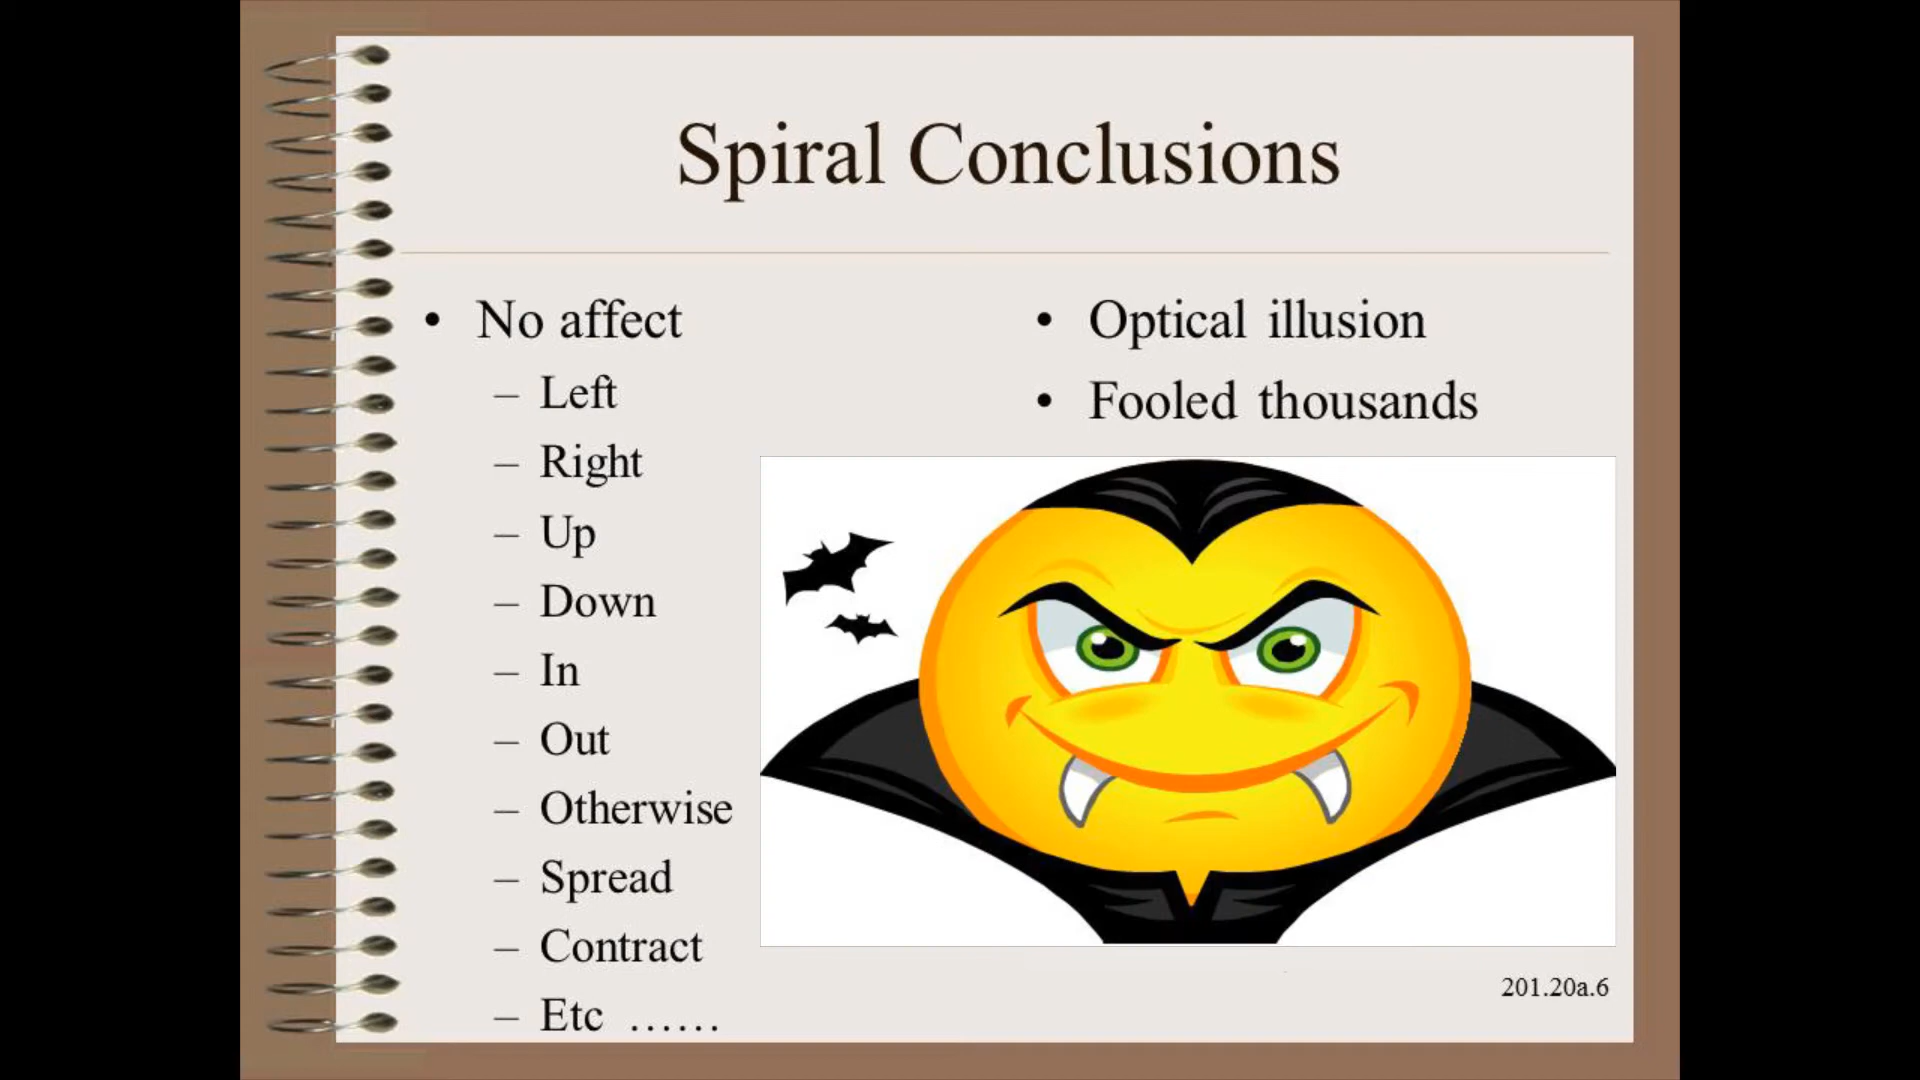 Spiral Conclusions
• No affect
– Left
– Right
– Up
– Down
– In
– Out
– Otherwise
– Spread
– Contract
– Etc ……
• Optical illusion
• Fooled thousands
201.20a.6